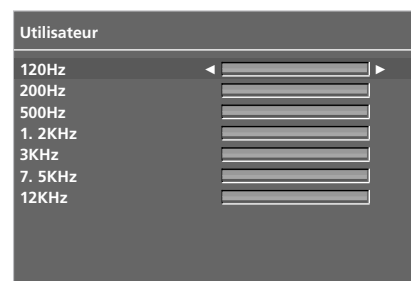 Utilisateur
120Hz
200Hz
500Hz
1. 2KHz
3KHz
7. 5KHz
12KHz